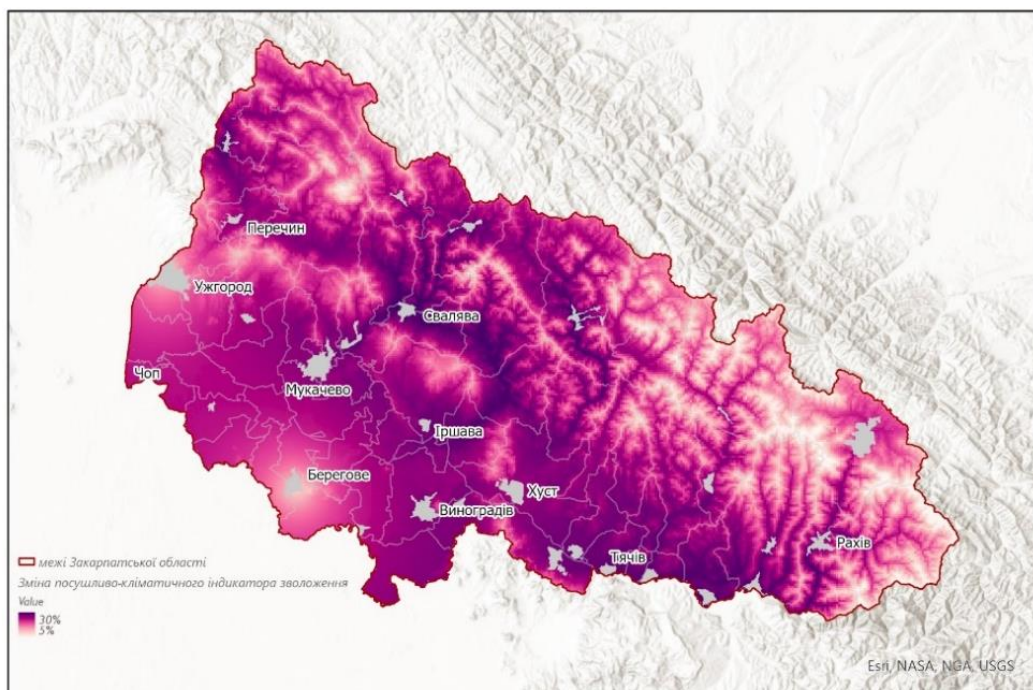 Перечин
Ужгород
Свалява
Чоп
Мукачево
Іршава
Берегове
Хуст
Виноградів
Тячів
Рахів
межі Закарпатської області
Зміна посушливо-кліматичного індикатора зволоження
Value
30%
5%
Esri, NASA, NGA, USGS